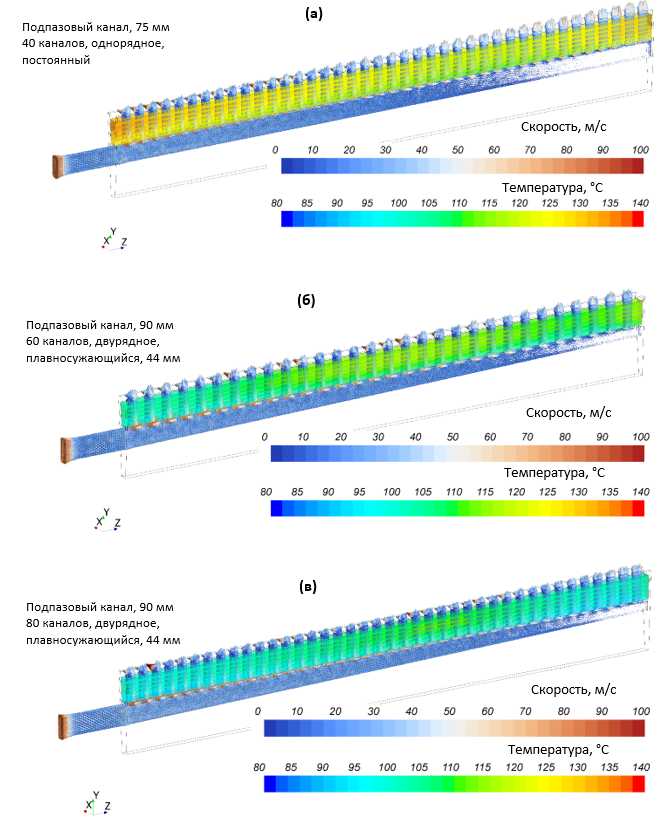 (а)
Подпазовый канал, 75 мм
40 каналов, однорядное,
постоянный
Скорость, м/с
0 10 20 30 40 50 60 70 80 90 100
Температура, °С
80 85 90 95 100 105 110 115 120 125 130 135 140
Y
X Z
(б)
Подпазовый канал, 90 мм
60 каналов, двурядное,
плавносужающийся, 44 мм
Скорость, м/с
0 10 20 30 40 50 60 70 80 90 100
Температура, °С
80 85 90 95 100 105 110 115 120 125 130 135 140
Y
X Z
(в)
Подпазовый канал, 90 мм
80 каналов, двурядное,
плавносужающийся, 44 мм
Скорость, м/с
0 10 20 30 40 50 60 70 80 90 100
Температура, °С
80 85 90 95 100 105 110 115 120 125 130 135 140
Y
X Z